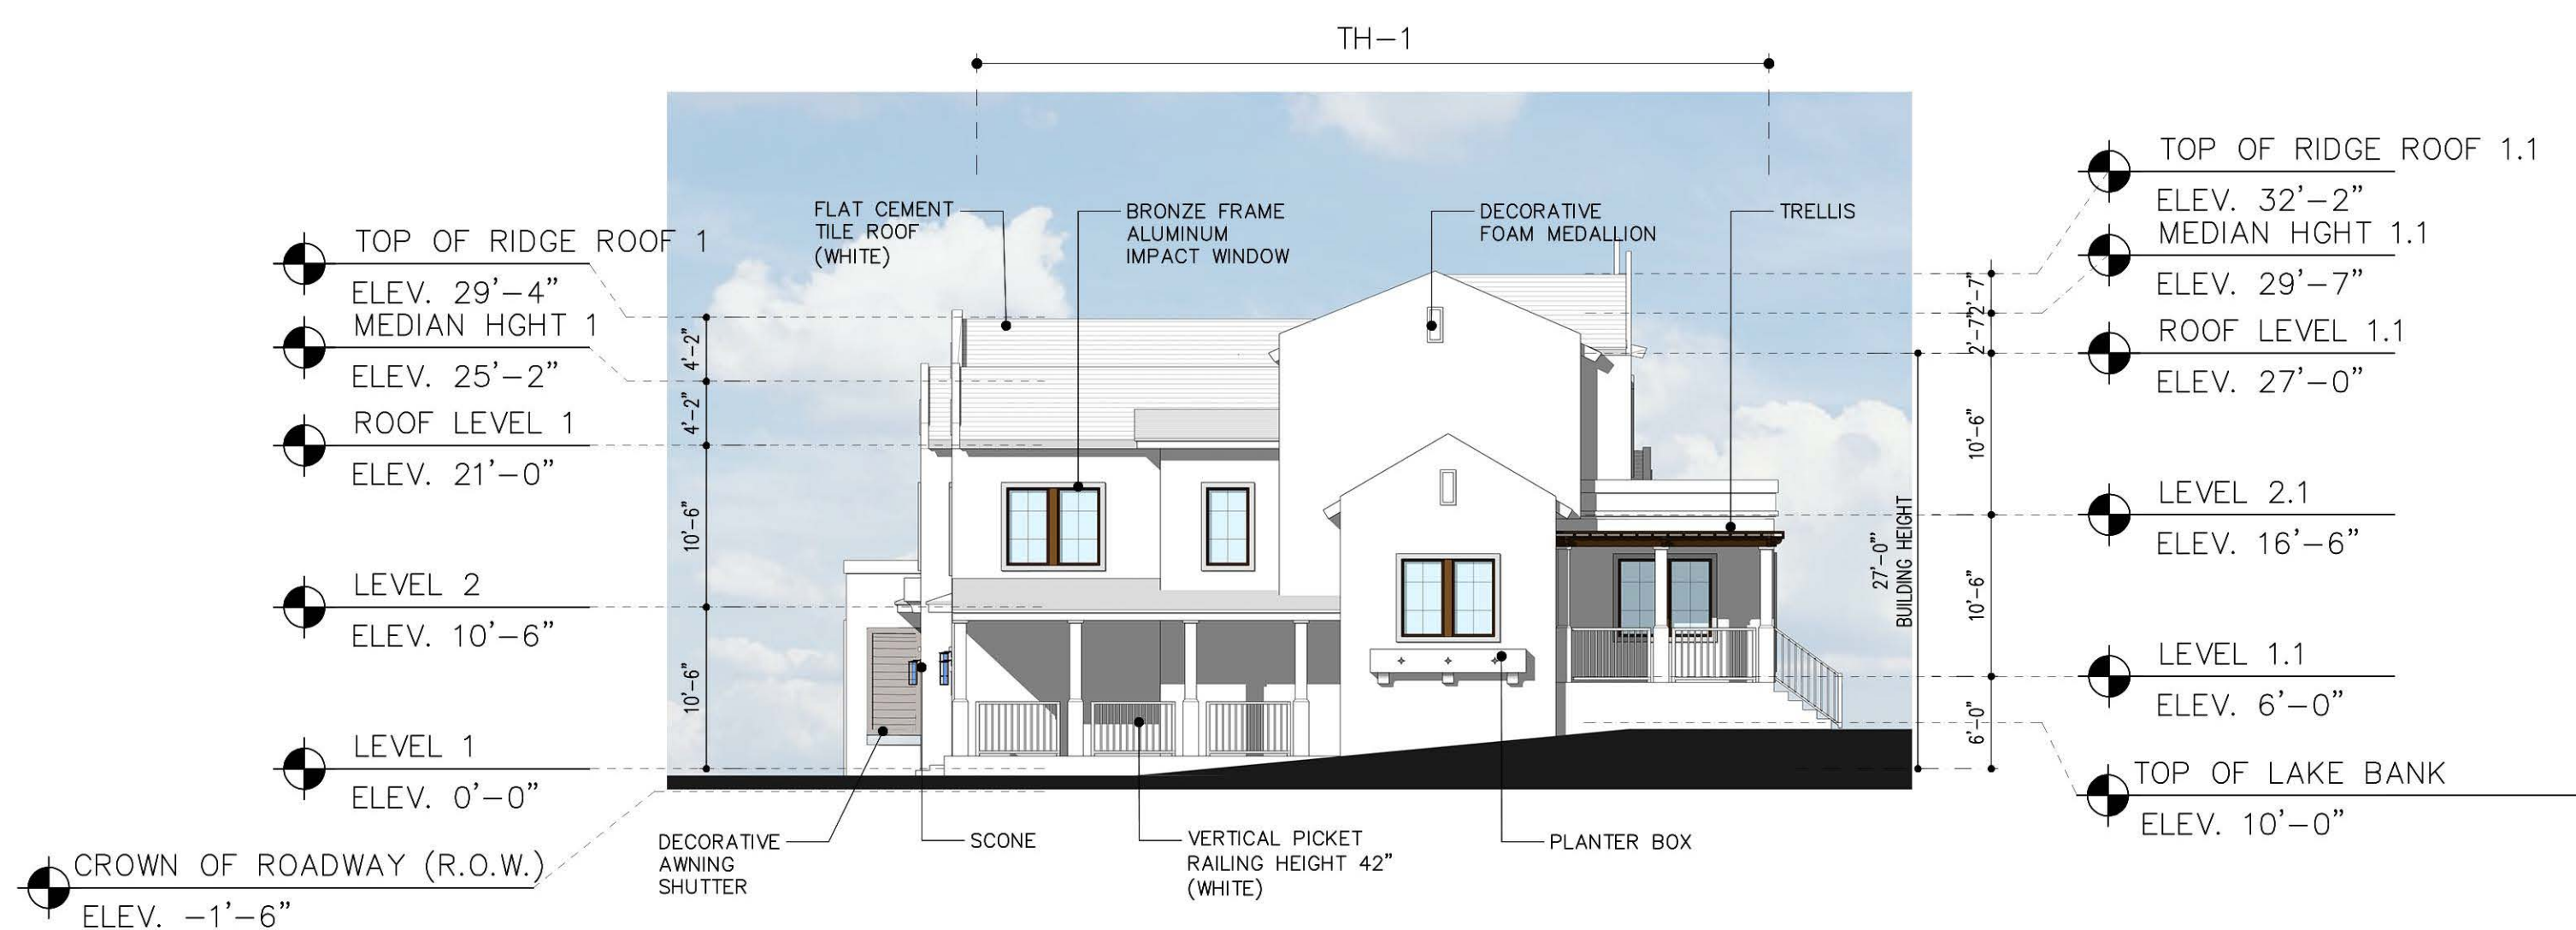 TH-1
TOP OF RIDGE ROOF 1
ELEV. 29'-4"
MEDIAN HGHT 1
ELEV. 25'-2"
ROOF LEVEL 1
ELEV. 21'-0"
LEVEL 2
ELEV. 10'-6"
LEVEL 1
ELEV. 0'-0"
CROWN OF ROADWAY (R.O.W.)
ELEV. -1'-6"
4'-2"
4'-2"
10'-6"
10'-6"
FLAT CEMENT
TILE ROOF
(WHITE)
BRONZE FRAME
ALUMINUM
IMPACT WINDOW
DECORATIVE
FOAM MEDALLION
TRELLIS
DECORATIVE
AWNING
SHUTTER
SCONE
VERTICAL PICKET
RAILING HEIGHT 42"
(WHITE)
PLANTER BOX
27'-0"'
BUILDING HEIGHT
2'-7"
2'-7"
10'-6"
10'-6"
6'-0"
TOP OF RIDGE ROOF 1.1
ELEV. 32'-2"
MEDIAN HGHT 1.1
ELEV. 29'-7"
ROOF LEVEL 1.1
ELEV. 27'-0"
LEVEL 2.1
ELEV. 16'-6"
LEVEL 1.1
ELEV. 6'-0"
TOP OF LAKE BANK
ELEV. 10'-0"